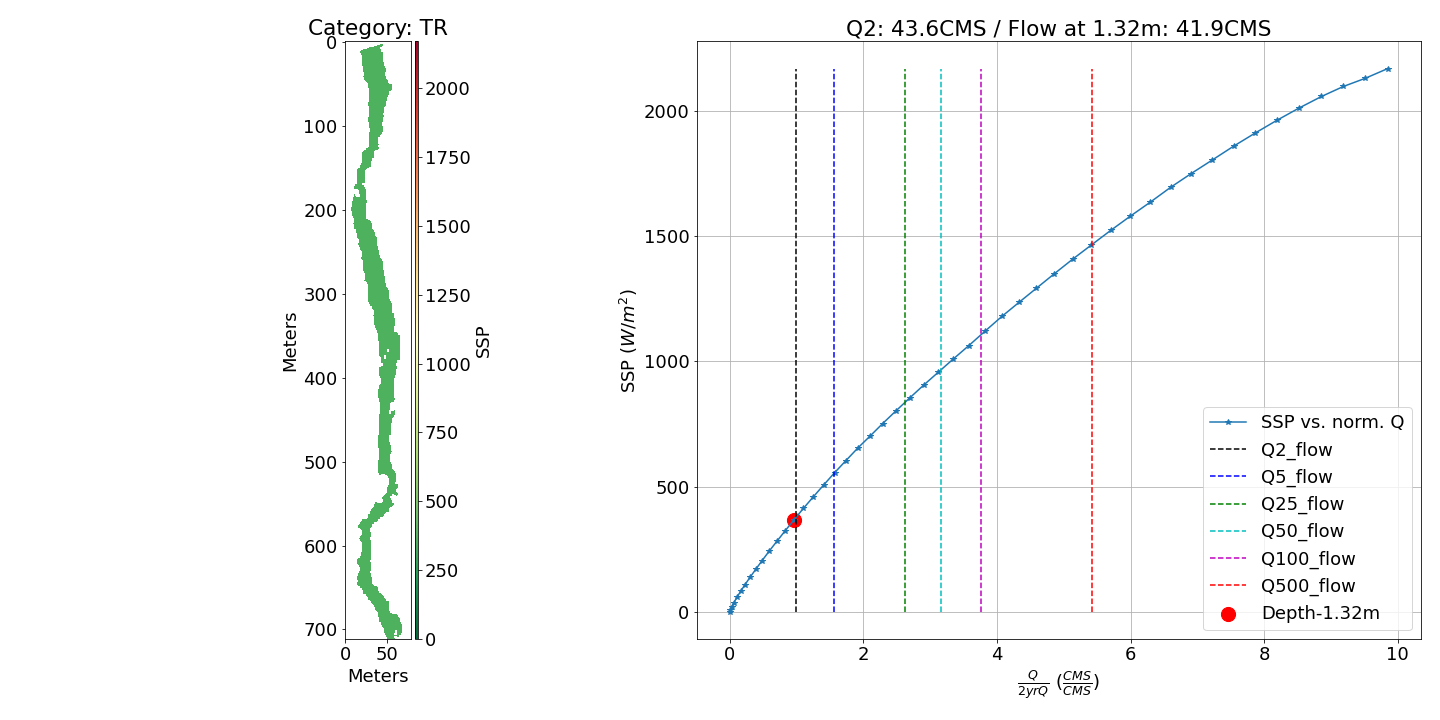 Category: TR
0
100
200
300
400
500
600
700
Meters
0 50
Meters
2000
1750
1500
1250
1000
750
500
250
0
SSP
Q2: 43.6CMS / Flow at 1.32m: 41.9CMS
2000
1500
1000
500
0
SSP (W/m²)
0 2 4 6 8 10
Q/2yrQ (CMS/CMS)
SSP vs. norm. Q
Q2_flow
Q5_flow
Q25_flow
Q50_flow
Q100_flow
Q500_flow
Depth-1.32m